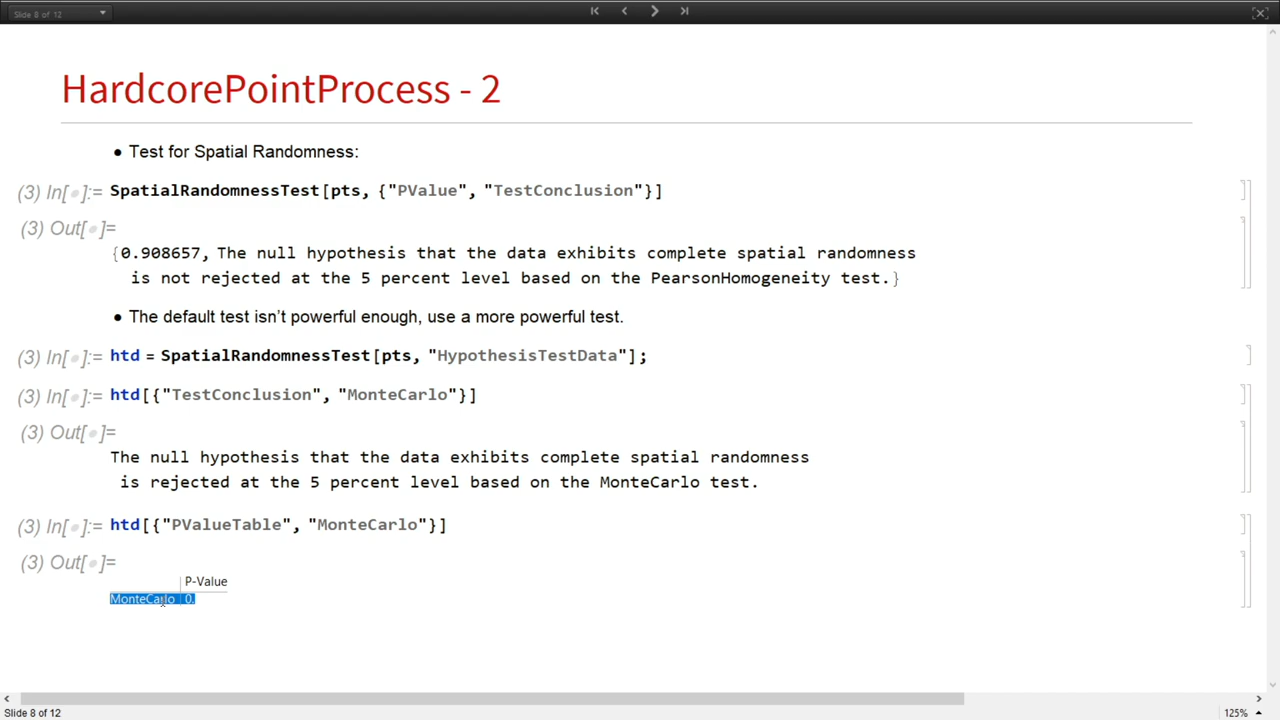 Slide 8 of 12
HardcorePointProcess - 2
● Test for Spatial Randomness:
(3) In[●]:= SpatialRandomnessTest[pts, {"PValue", "TestConclusion"}]
(3) Out[●]=
{0.908657, The null hypothesis that the data exhibits complete spatial randomness
is not rejected at the 5 percent level based on the PearsonHomogeneity test.}
● The default test isn't powerful enough, use a more powerful test.
(3) In[●]:= htd = SpatialRandomnessTest[pts, "HypothesisTestData"];
(3) In[●]:= htd[{"TestConclusion", "MonteCarlo"}]
(3) Out[●]=
The null hypothesis that the data exhibits complete spatial randomness
is rejected at the 5 percent level based on the MonteCarlo test.
(3) In[●]:= htd[{"PValueTable", "MonteCarlo"}]
(3) Out[●]=
P-Value
MonteCarlo 0.
Slide 8 of 12
125%